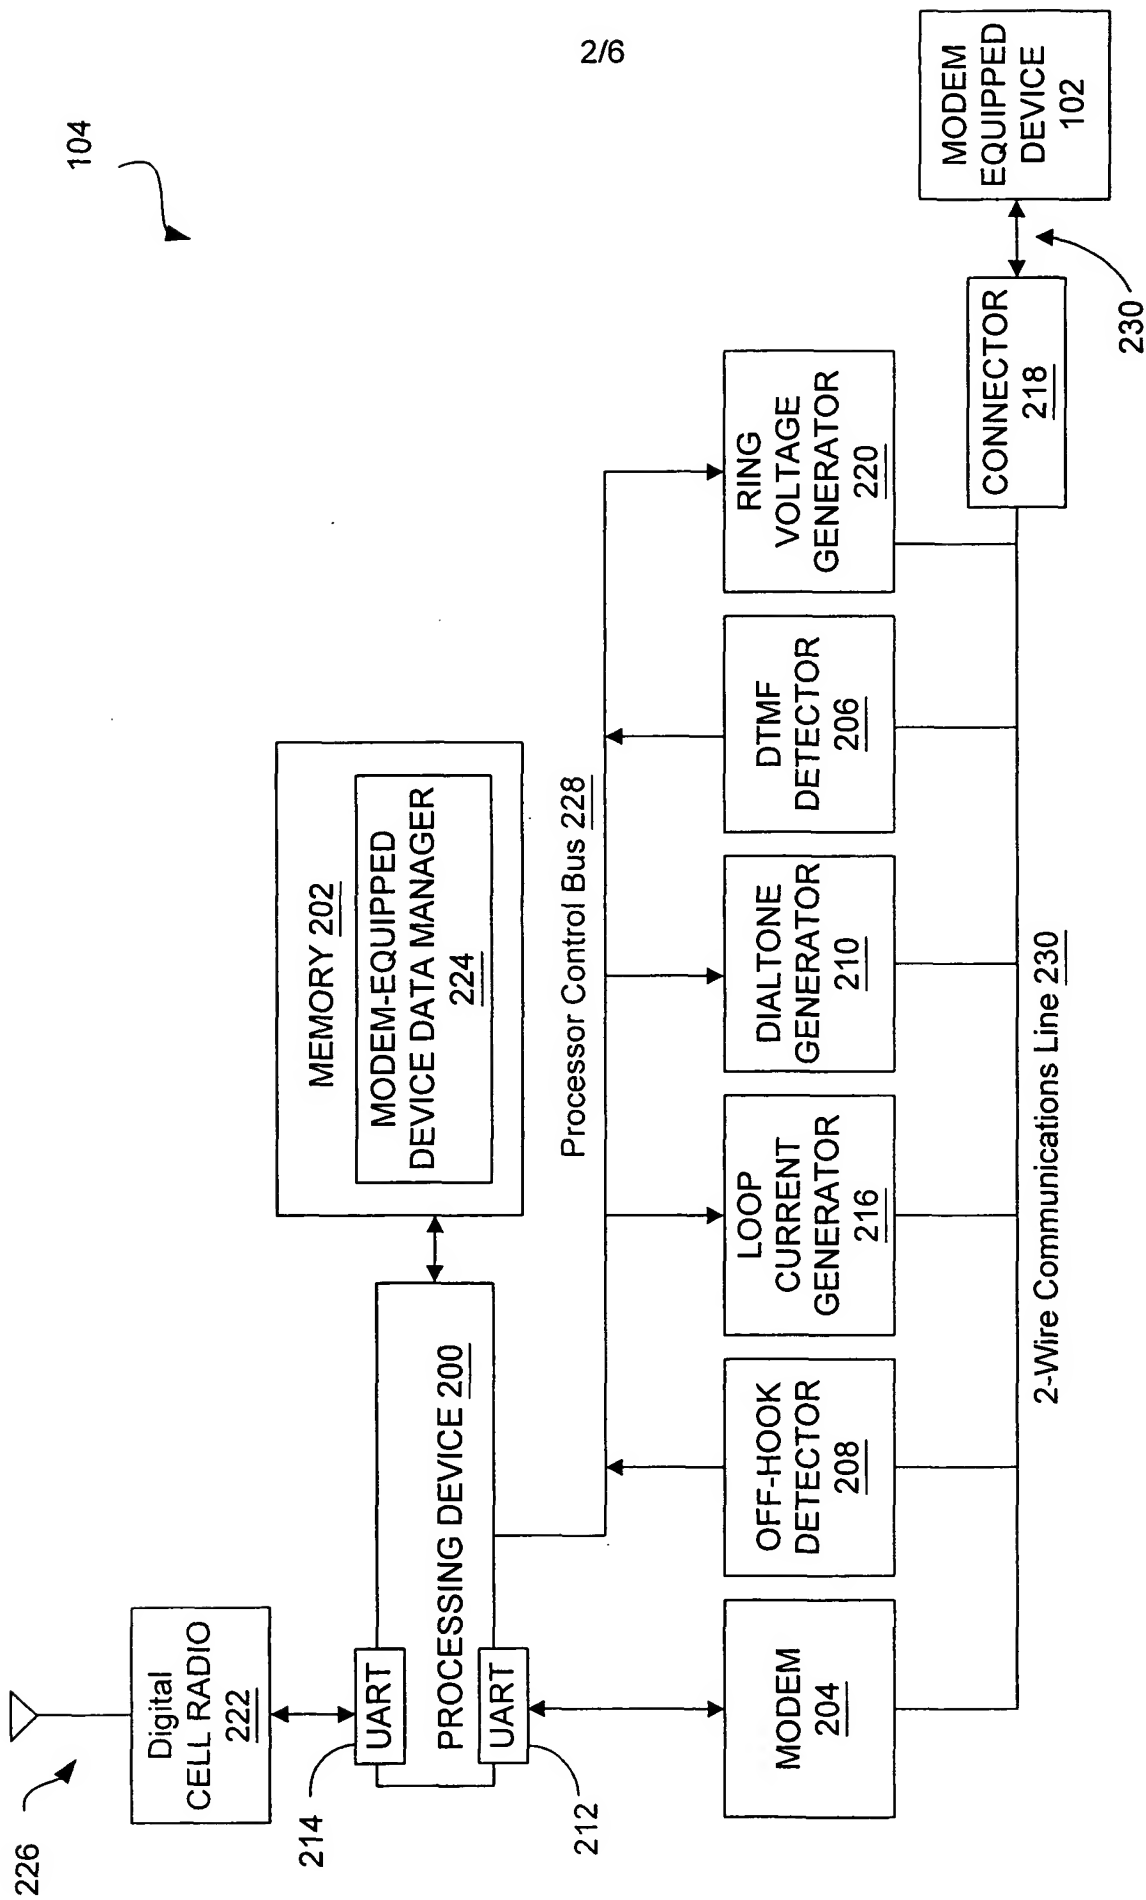 2/6
104
226
Digital
CELL RADIO
222
214
UART
PROCESSING DEVICE 200
UART
212
MEMORY 202
MODEM-EQUIPPED
DEVICE DATA MANAGER
224
Processor Control Bus 228
MODEM
204
OFF-HOOK
DETECTOR
208
LOOP
CURRENT
GENERATOR
216
DIALTONE
GENERATOR
210
DTMF
DETECTOR
206
RING
VOLTAGE
GENERATOR
220
2-Wire Communications Line 230
CONNECTOR
218
230
MODEM
EQUIPPED
DEVICE
102